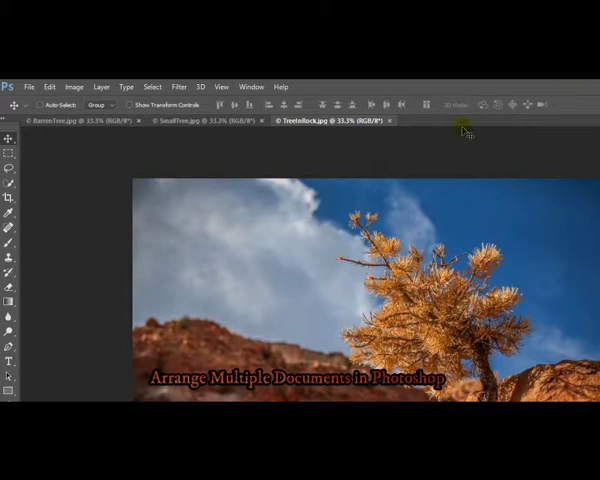 Ps File Edit Image Layer Type Select Filter 3D View Window Help
Auto-Select: Group Show Transform Controls 3D Mode:
© BarrenTree.jpg @ 33.3% (RGB/8*) × © SmallTree.jpg @ 33.3% (RGB/8*) × © TreeInRock.jpg @ 33.3% (RGB/8*) ×
T
Arrange Multiple Documents in Photoshop